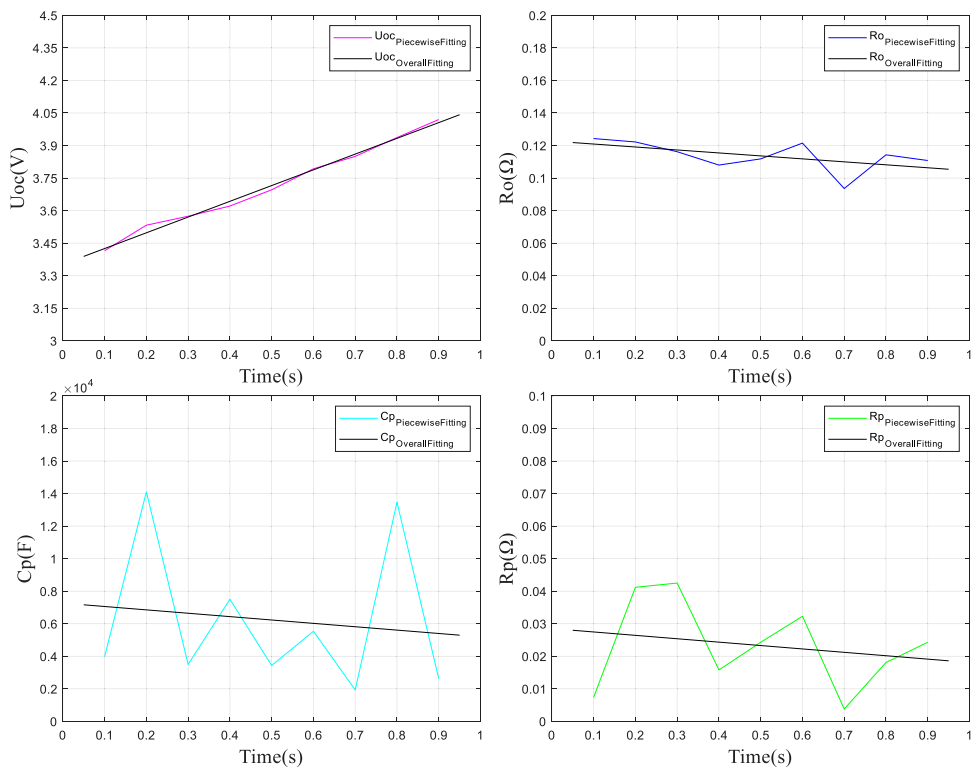 4.5
4.35
4.2
4.05
3.9
3.75
3.6
3.45
3.3
3.15
3
Uoc(V)
Uoc PiecewiseFitting
Uoc OverallFitting
0 0.1 0.2 0.3 0.4 0.5 0.6 0.7 0.8 0.9 1
Time(s)
0.2
0.18
0.16
0.14
0.12
0.1
0.08
0.06
0.04
0.02
0
Ro(Ω)
Ro PiecewiseFitting
Ro OverallFitting
0 0.1 0.2 0.3 0.4 0.5 0.6 0.7 0.8 0.9 1
Time(s)
×10⁴
2
1.8
1.6
1.4
1.2
1
0.8
0.6
0.4
0.2
0
Cp(F)
Cp PiecewiseFitting
Cp OverallFitting
0 0.1 0.2 0.3 0.4 0.5 0.6 0.7 0.8 0.9 1
Time(s)
0.1
0.09
0.08
0.07
0.06
0.05
0.04
0.03
0.02
0.01
0
Rp(Ω)
Rp PiecewiseFitting
Rp OverallFitting
0 0.1 0.2 0.3 0.4 0.5 0.6 0.7 0.8 0.9 1
Time(s)